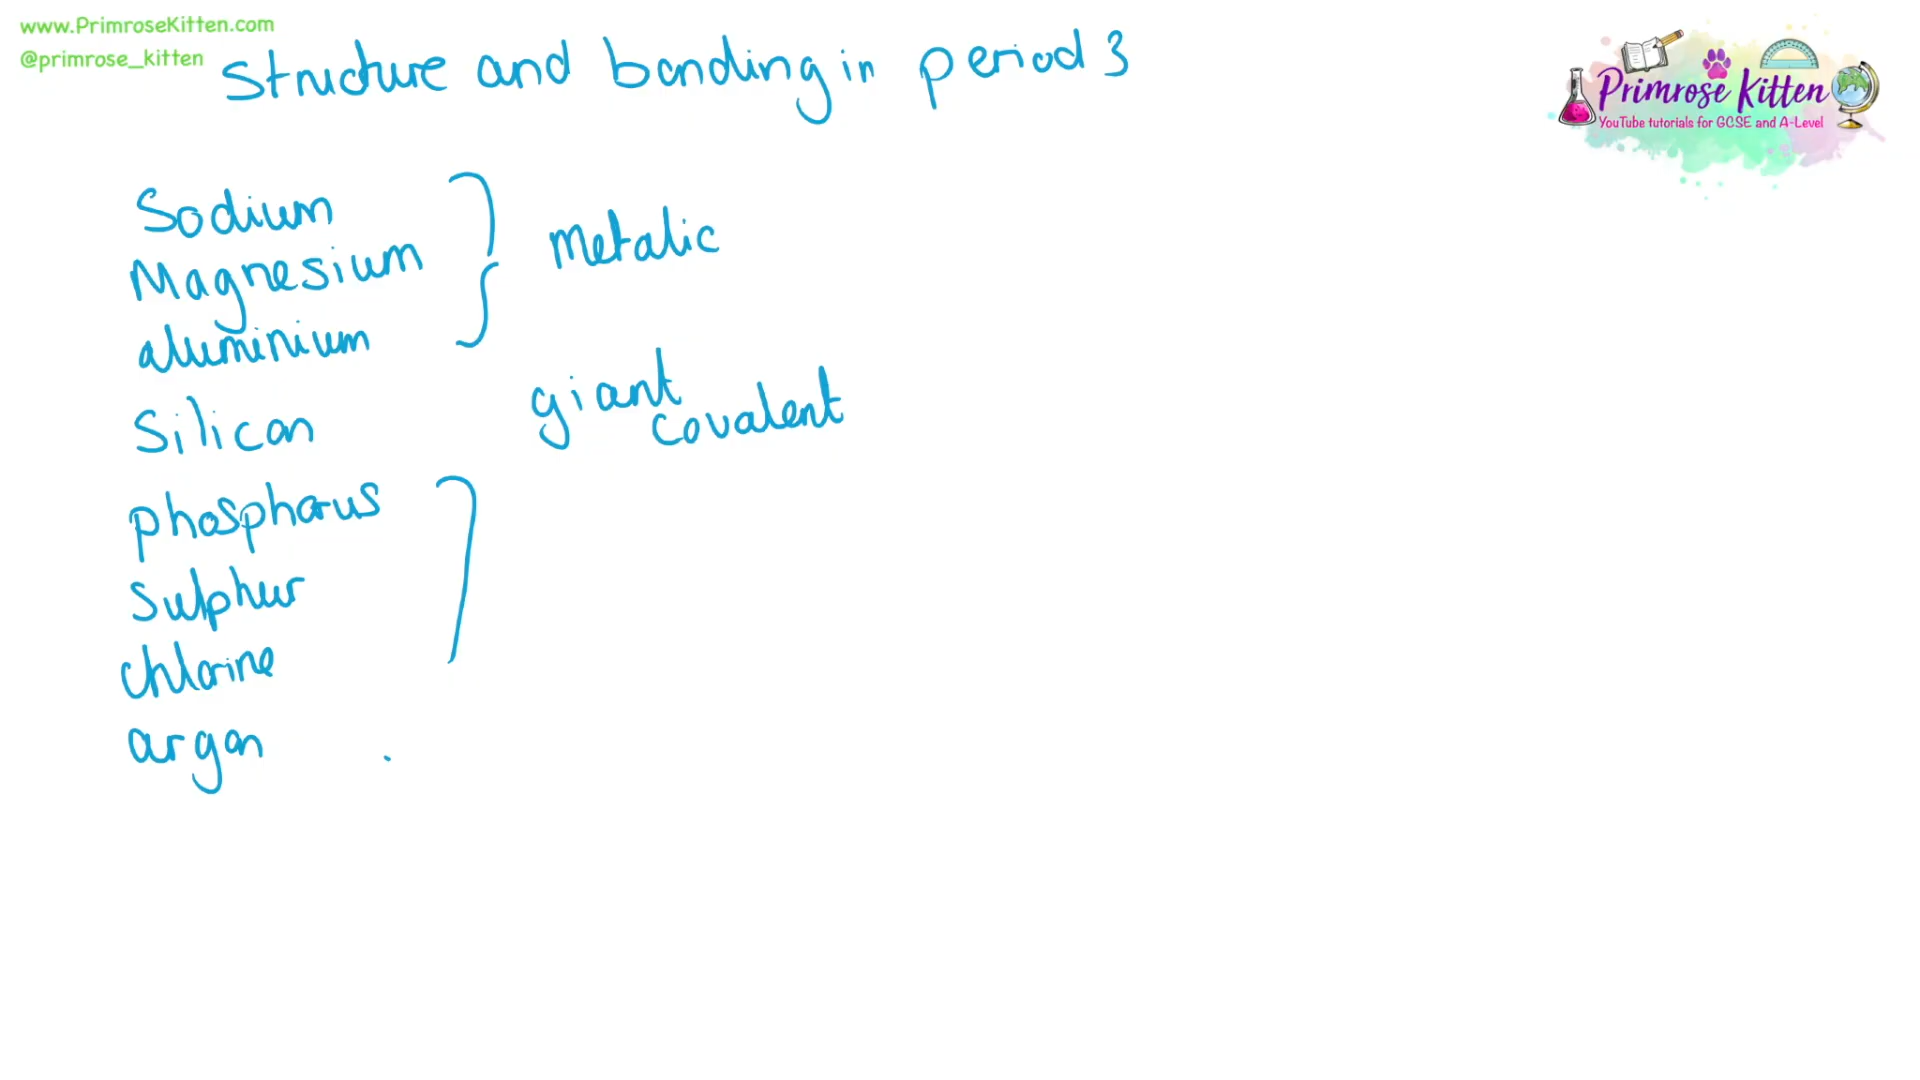 www.PrimroseKitten.com
@primrose_kitten
Structure and bonding in period 3
Primrose Kitten
YouTube tutorials for GCSE and A-Level
Sodium
Magnesium
aluminium
Metalic
Silicon
giant
covalent
phosphorus
Sulphur
chlorine
argon